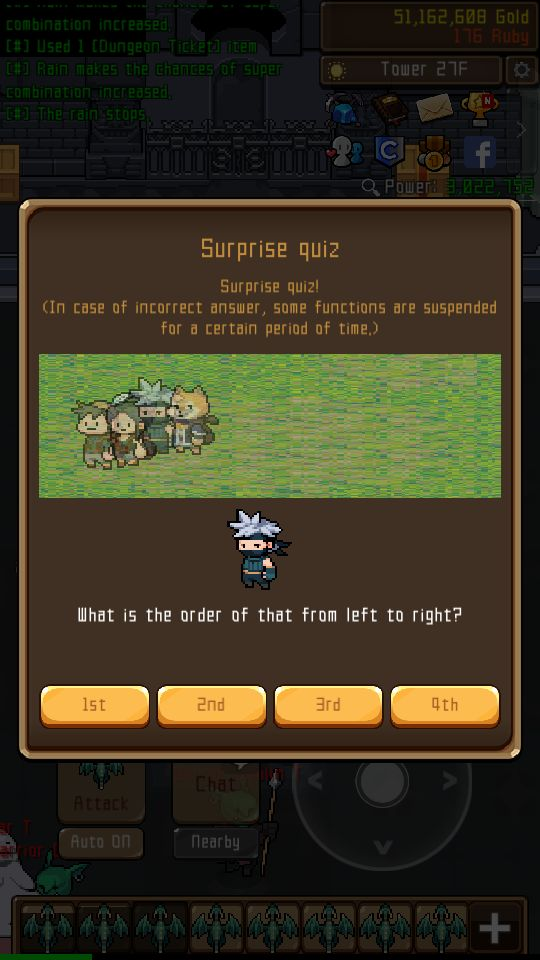 combination increased.
[#] Used 1 [Dungeon Ticket] item
[#] Rain makes the chances of super
combination increased.
[#] The rain stops.
51,162,608 Gold
176 Ruby
Tower 27F
Power: 3,022,752
Surprise quiz
Surprise quiz!
(In case of incorrect answer, some functions are suspended
for a certain period of time.)
What is the order of that from left to right?
1st
2nd
3rd
4th
Attack
Chat
Auto ON
Nearby